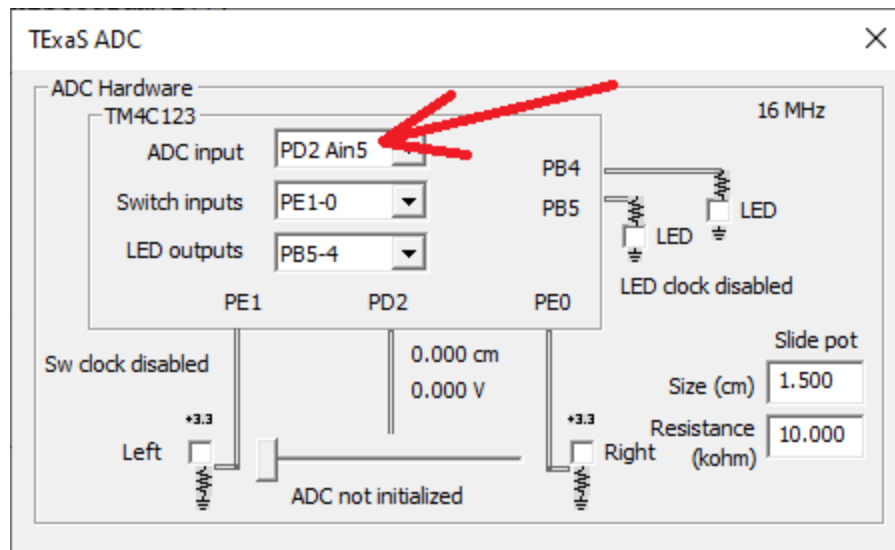 TExaS ADC
ADC Hardware
TM4C123
16 MHz
ADC input PD2 Ain5
PB4
Switch inputs PE1-0
PB5
LED
LED
LED outputs PB5-4
LED clock disabled
PE1 PD2 PE0
Slide pot
Sw clock disabled
0.000 cm
Size (cm) 1.500
0.000 V
+3.3
+3.3
Resistance (kohm) 10.000
Left
Right
ADC not initialized